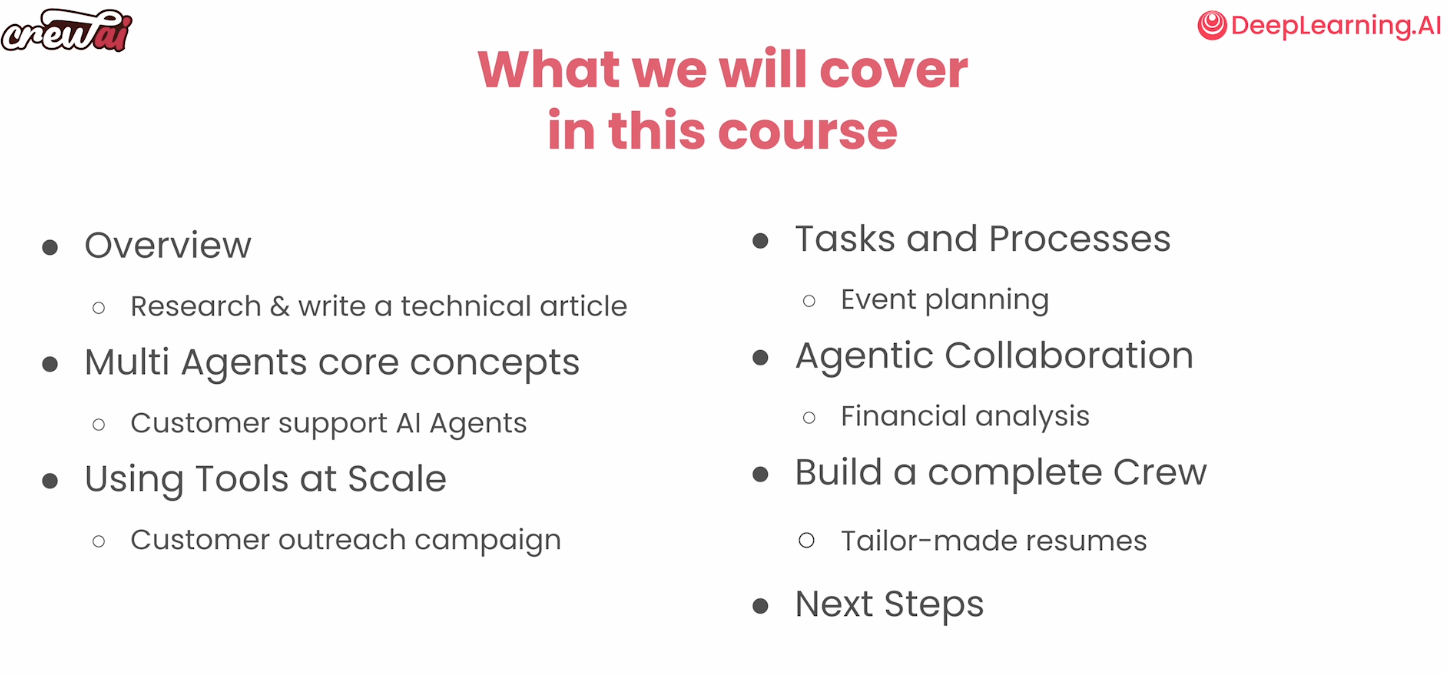 crewai
DeepLearning.AI
What we will cover
in this course
● Overview
○ Research & write a technical article
● Multi Agents core concepts
○ Customer support AI Agents
● Using Tools at Scale
○ Customer outreach campaign
● Tasks and Processes
○ Event planning
● Agentic Collaboration
○ Financial analysis
● Build a complete Crew
○ Tailor-made resumes
● Next Steps